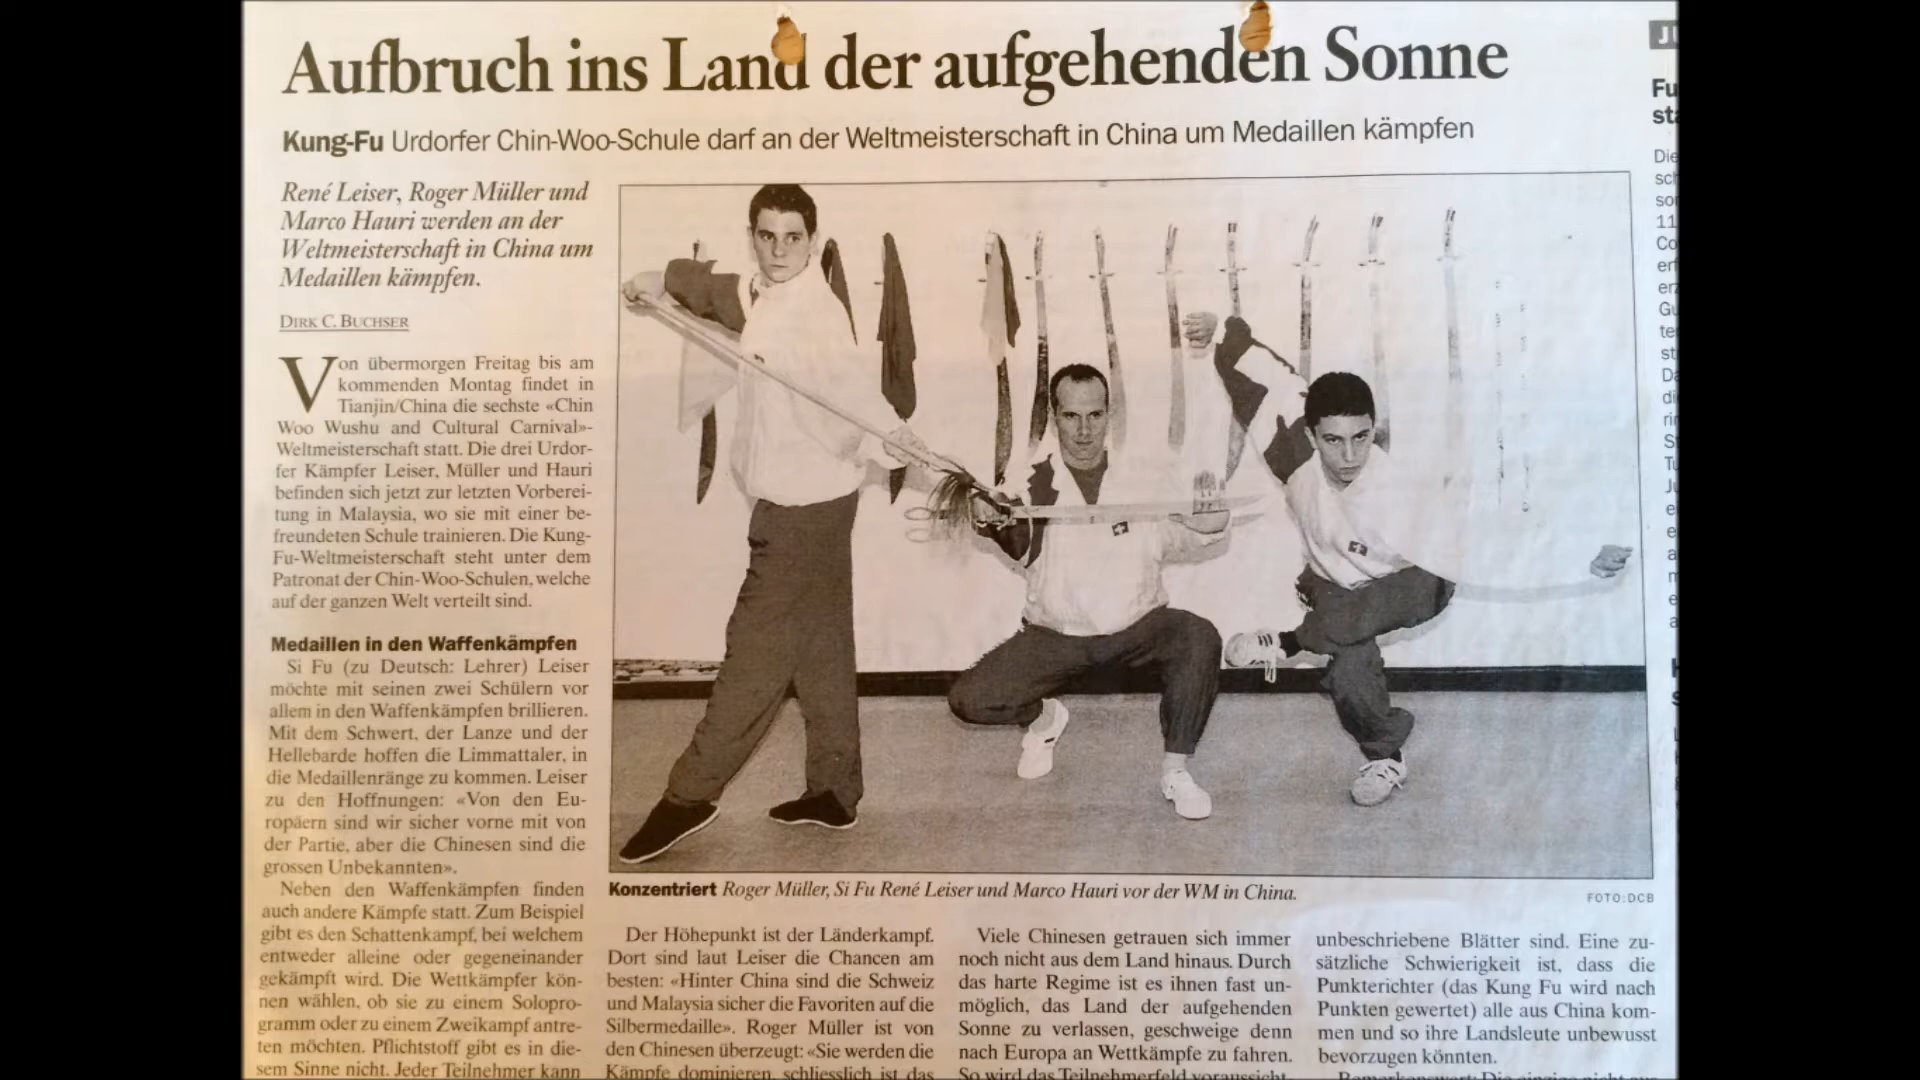 Aufbruch ins Land der aufgehenden Sonne
Kung-Fu Urdorfer Chin-Woo-Schule darf an der Weltmeisterschaft in China um Medaillen kämpfen
René Leiser, Roger Müller und
Marco Hauri werden an der
Weltmeisterschaft in China um
Medaillen kämpfen.
DIRK C. BUCHSER
Von übermorgen Freitag bis am
kommenden Montag findet in
Tianjin/China die sechste «Chin
Woo Wushu and Cultural Carnival»-
Weltmeisterschaft statt. Die drei Urdor-
fer Kämpfer Leiser, Müller und Hauri
befinden sich jetzt zur letzten Vorberei-
tung in Malaysia, wo sie mit einer be-
freundeten Schule trainieren. Die Kung-
Fu-Weltmeisterschaft steht unter dem
Patronat der Chin-Woo-Schulen, welche
auf der ganzen Welt verteilt sind.
Medaillen in den Waffenkämpfen
Si Fu (zu Deutsch: Lehrer) Leiser
möchte mit seinen zwei Schülern vor
allem in den Waffenkämpfen brillieren.
Mit dem Schwert, der Lanze und der
Hellebarde hoffen die Limmattaler, in
die Medaillenränge zu kommen. Leiser
zu den Hoffnungen: «Von den Eu-
ropäern sind wir sicher vorne mit von
der Partie, aber die Chinesen sind die
grossen Unbekannten».
Neben den Waffenkämpfen finden
auch andere Kämpfe statt. Zum Beispiel
gibt es den Schattenkampf, bei welchem
entweder alleine oder gegeneinander
gekämpft wird. Die Wettkämpfer kön-
nen wählen, ob sie zu einem Solopro-
gramm oder zu einem Zweikampf antre-
ten möchten. Pflichtstoff gibt es in die-
sem Sinne nicht. Jeder Teilnehmer kann
Konzentriert Roger Müller, Si Fu René Leiser und Marco Hauri vor der WM in China.
FOTO: DCB
Der Höhepunkt ist der Länderkampf.
Dort sind laut Leiser die Chancen am
besten: «Hinter China sind die Schweiz
und Malaysia sicher die Favoriten auf die
Silbermedaille». Roger Müller ist von
den Chinesen überzeugt: «Sie werden die
Kämpfe dominieren, schliesslich ist das
Viele Chinesen getrauen sich immer
noch nicht aus dem Land hinaus. Durch
das harte Regime ist es ihnen fast un-
möglich, das Land der aufgehenden
Sonne zu verlassen, geschweige denn
nach Europa an Wettkämpfe zu fahren.
So wird das Teilnehmerfeld voraussicht-
unbeschriebene Blätter sind. Eine zu-
sätzliche Schwierigkeit ist, dass die
Punkterichter (das Kung Fu wird nach
Punkten gewertet) alle aus China kom-
men und so ihre Landsleute unbewusst
bevorzugen könnten.